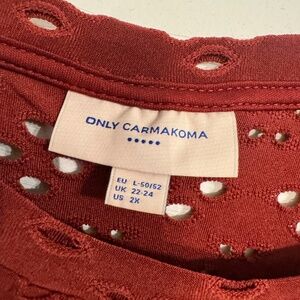 ONLY CARMAKOMA
EU L-50/52
UK 22-24
US 2X